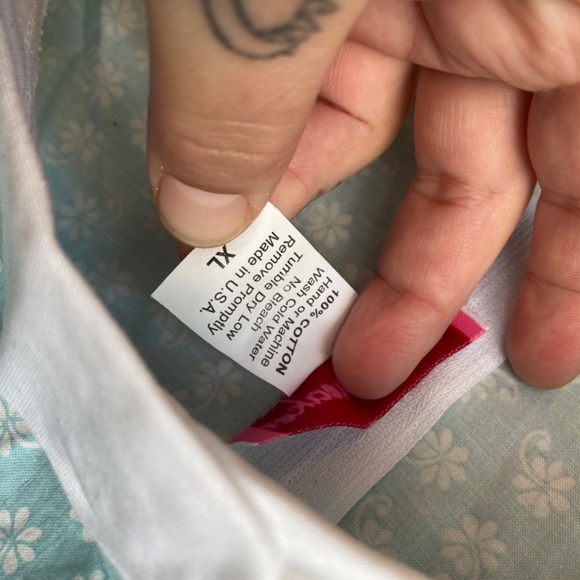 100% COTTON
Hand or Machine
Wash Cold Water
No Bleach
Tumble Dry Low
Remove Promptly
Made in U.S.A.
XL